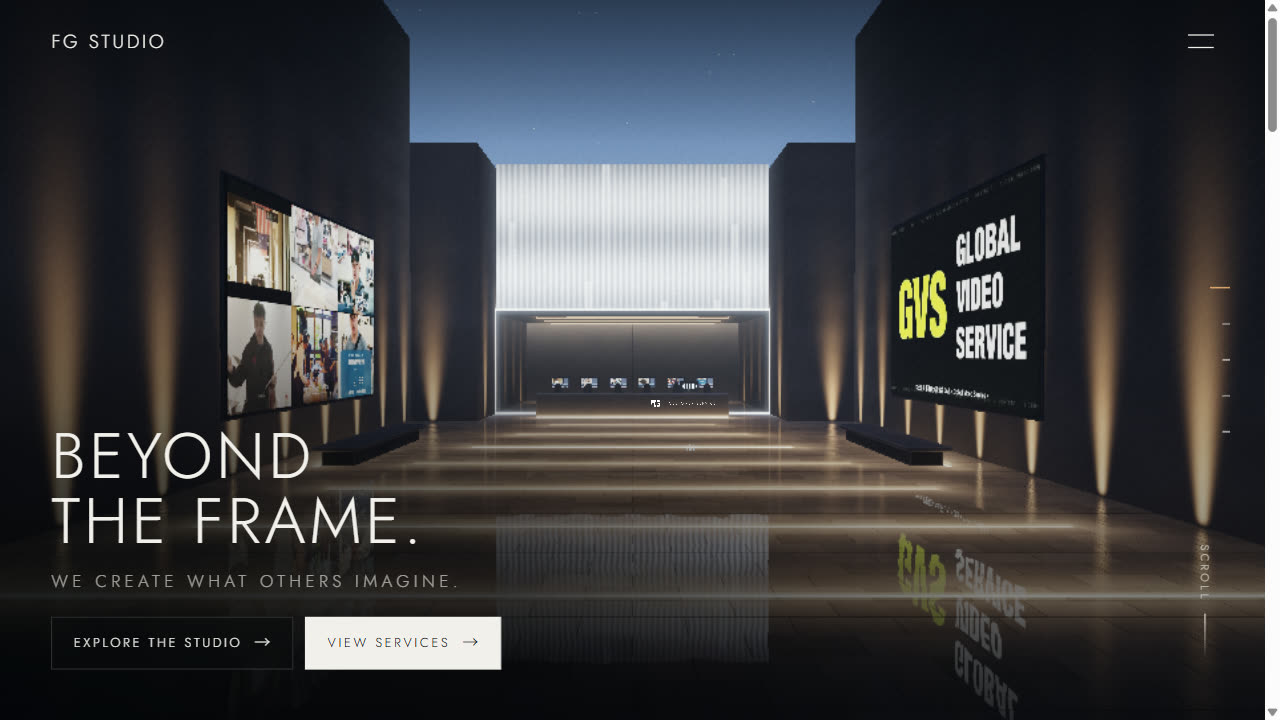 FG STUDIO
GLOBAL
GVS
VIDEO
SERVICE
BEYOND
THE FRAME.
WE CREATE WHAT OTHERS IMAGINE.
EXPLORE THE STUDIO →
VIEW SERVICES →
SCROLL